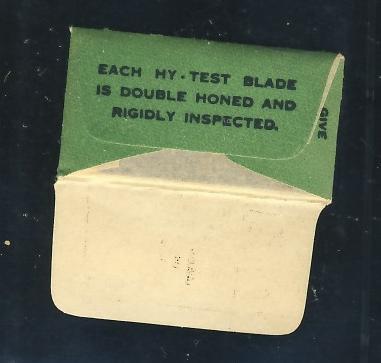 EACH HY-TEST BLADE
IS DOUBLE HONED AND
RIGIDLY INSPECTED.
GIVE